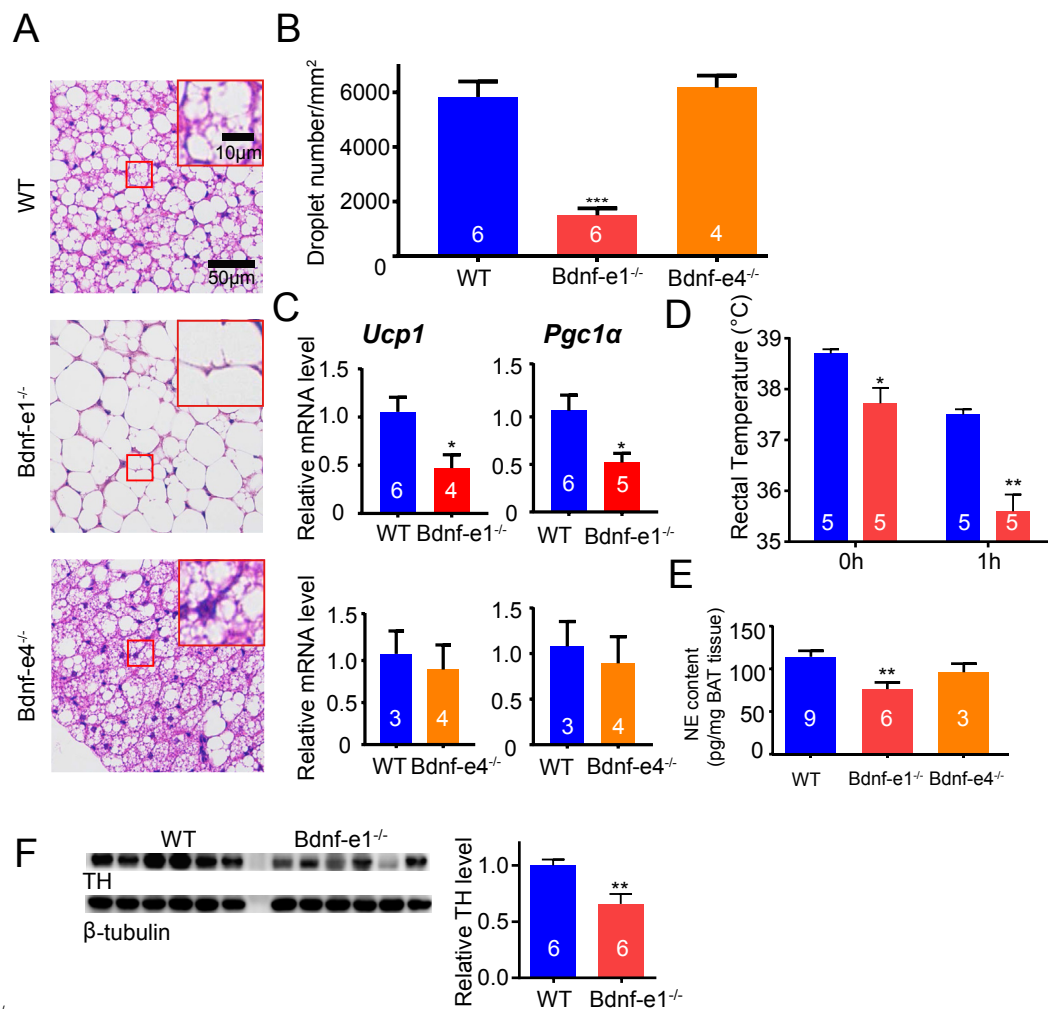 A
WT
10μm
50μm
Bdnf-e1-/-
Bdnf-e4-/-
B
Droplet number/mm²
6000
4000
2000
0
***
6
6
4
WT
Bdnf-e1-/-
Bdnf-e4-/-
C
Ucp1
Pgc1α
Relative mRNA level
1.5
1.0
0.5
0
*
6
4
WT Bdnf-e1-/-
1.5
1.0
0.5
0
*
6
5
WT Bdnf-e1-/-
Relative mRNA level
1.5
1.0
0.5
0
3
4
WT Bdnf-e4-/-
1.5
1.0
0.5
0
3
4
WT Bdnf-e4-/-
D
Rectal Temperature (°C)
39
38
37
36
35
*
**
5
5
5
5
0h
1h
E
NE content
(pg/mg BAT tissue)
150
100
50
0
**
9
6
3
WT
Bdnf-e1-/-
Bdnf-e4-/-
F
WT
Bdnf-e1-/-
TH
β-tubulin
Relative TH level
1.0
0.5
0.0
**
6
6
WT
Bdnf-e1-/-